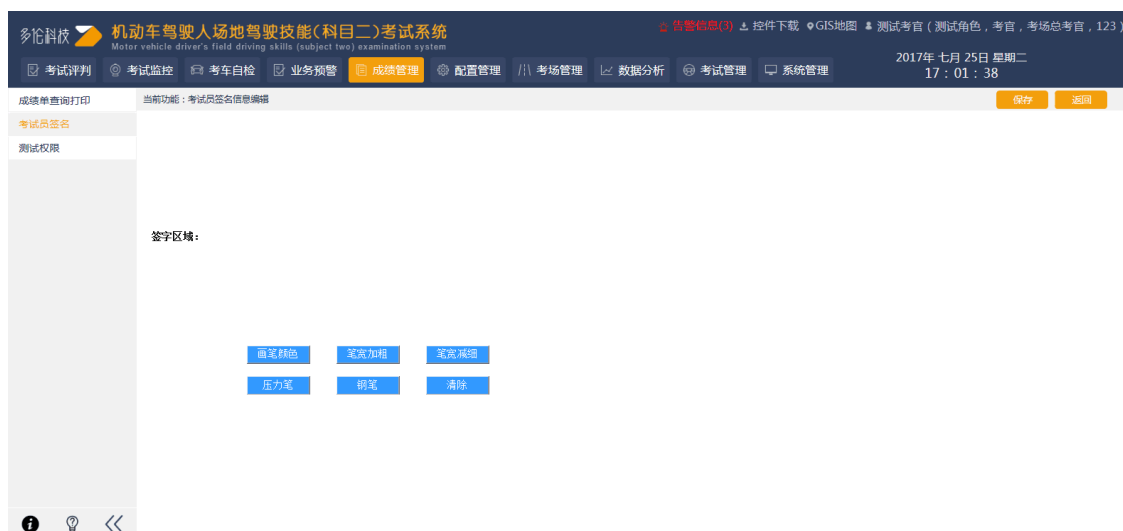 多伦科技
机动车驾驶人场地驾驶技能(科目二)考试系统
Motor vehicle driver's field driving skills (subject two) examination system
告警信息(3) 控件下载 GIS地图 测试考官(测试角色,考官,考场总考官,123)
2017年 七月 25日 星期二
17:01:38
考试评判 考试监控 考车自检 业务预警 成绩管理 配置管理 考场管理 数据分析 考试管理 系统管理
成绩单查询打印
考试员签名
测试权限
当前功能:考试员签名信息编辑 保存 返回
签字区域:
画笔颜色 笔宽加粗 笔宽减细
压力笔 钢笔 清除